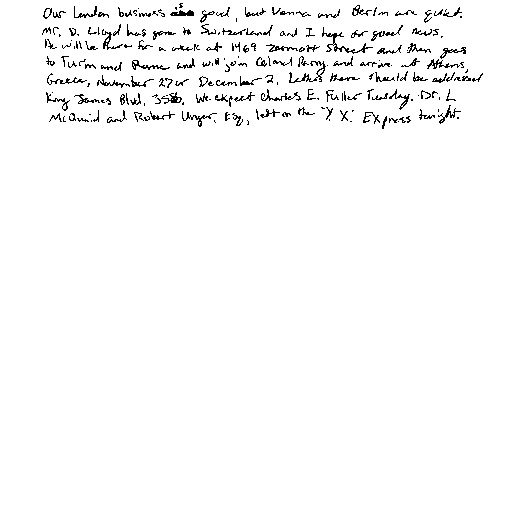 Our London business is good, but Vienna and Berlin are quiet.
Mr. D. Lloyd has gone to Switzerland and I hope for good news.
He will be there for a week at 1469 Zermott Street and then goes
to Turin and Rome and will join Colonel Parry and arrive at Athens,
Greece, November 27 or December 2. Letters there should be addressed
King James Blvd. 3580. We expect Charles E. Fuller Tuesday. Dr. L
McQuaid and Robert Unger, Esq., left on the "Y. X." Express tonight.